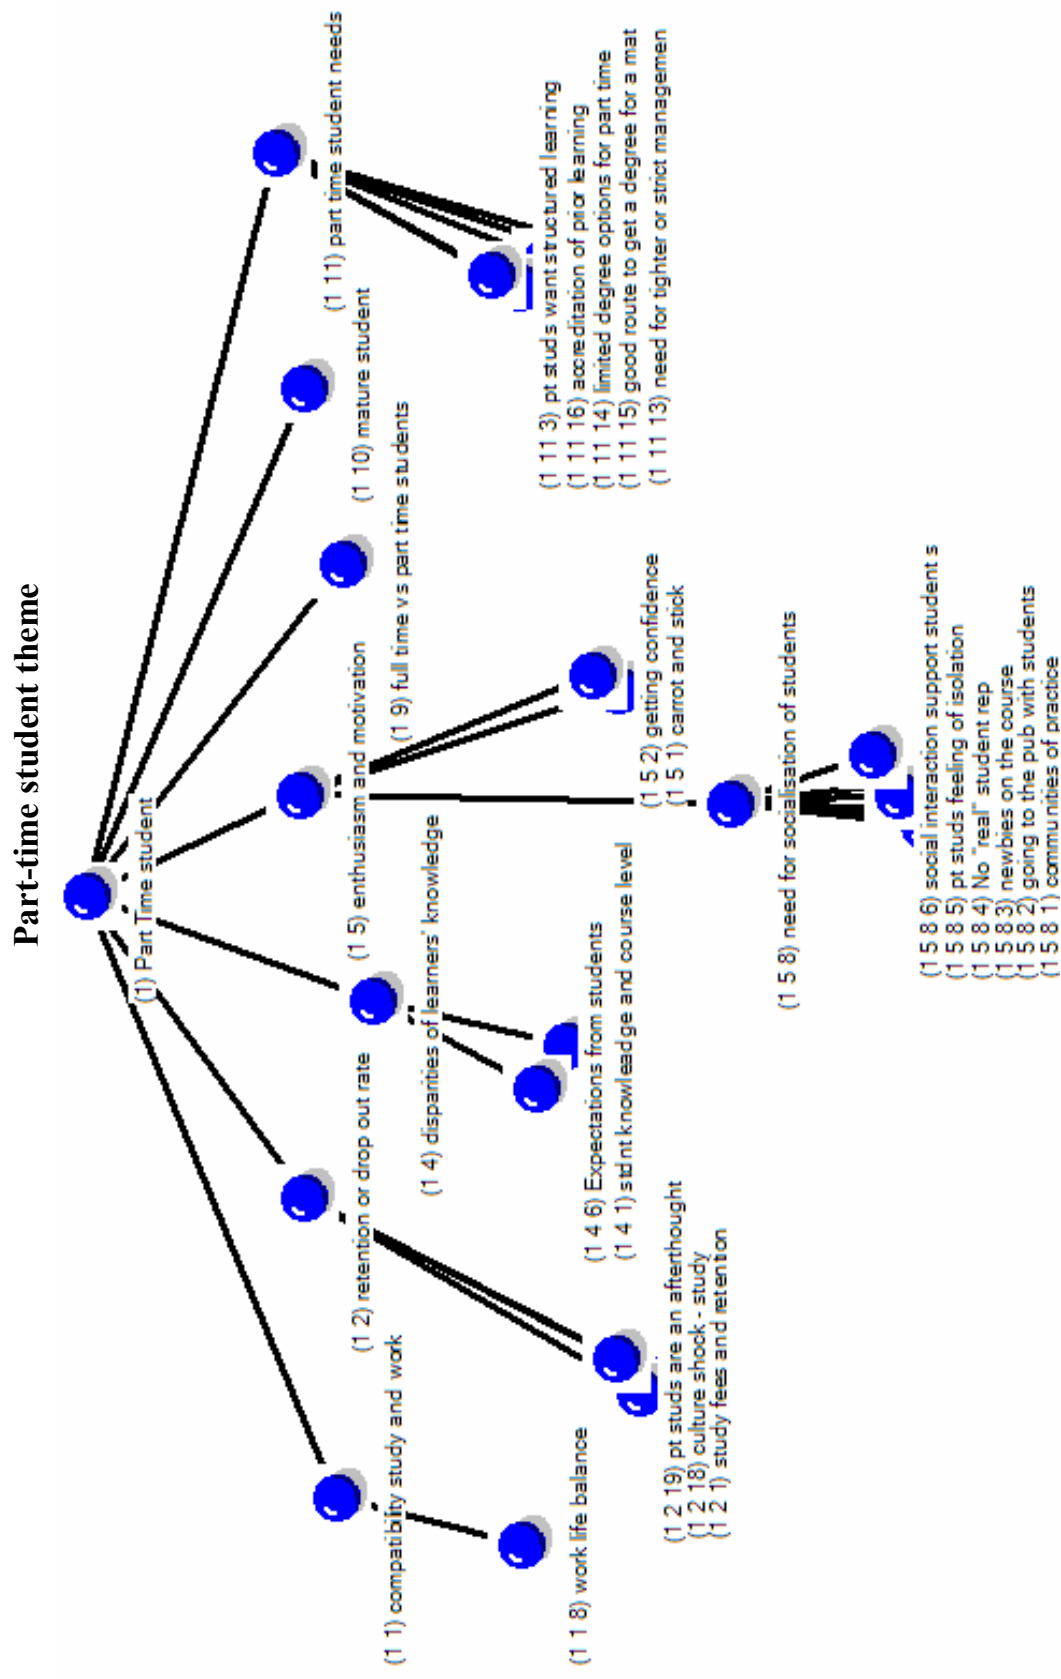 Part-time student theme
(1) Part Time student
(1 1) compatibility study and work
(1 1 8) work life balance
(1 2) retention or drop out rate
(1 2 19) pt studs are an afterthought
(1 2 18) culture shock - study
(1 2 1) study fees and retention
(1 4) disparities of learners' knowledge
(1 4 6) Expectations from students
(1 4 1) stdnt knowleadge and course level
(1 5) enthusiasm and motivation
(1 5 2) getting confidence
(1 5 1) carrot and stick
(1 5 8) need for socialisation of students
(1 5 8 6) social interaction support student s
(1 5 8 5) pt studs feeling of isolation
(1 5 8 4) No "real" student rep
(1 5 8 3) newbies on the course
(1 5 8 2) going to the pub with students
(1 5 8 1) communities of practice
(1 9) full time vs part time students
(1 10) mature student
(1 11) part time student needs
(1 11 3) pt studs want structured learning
(1 11 16) accreditation of prior learning
(1 11 14) limited degree options for part time
(1 11 15) good route to get a degree for a mat
(1 11 13) need for tighter or strict managemen